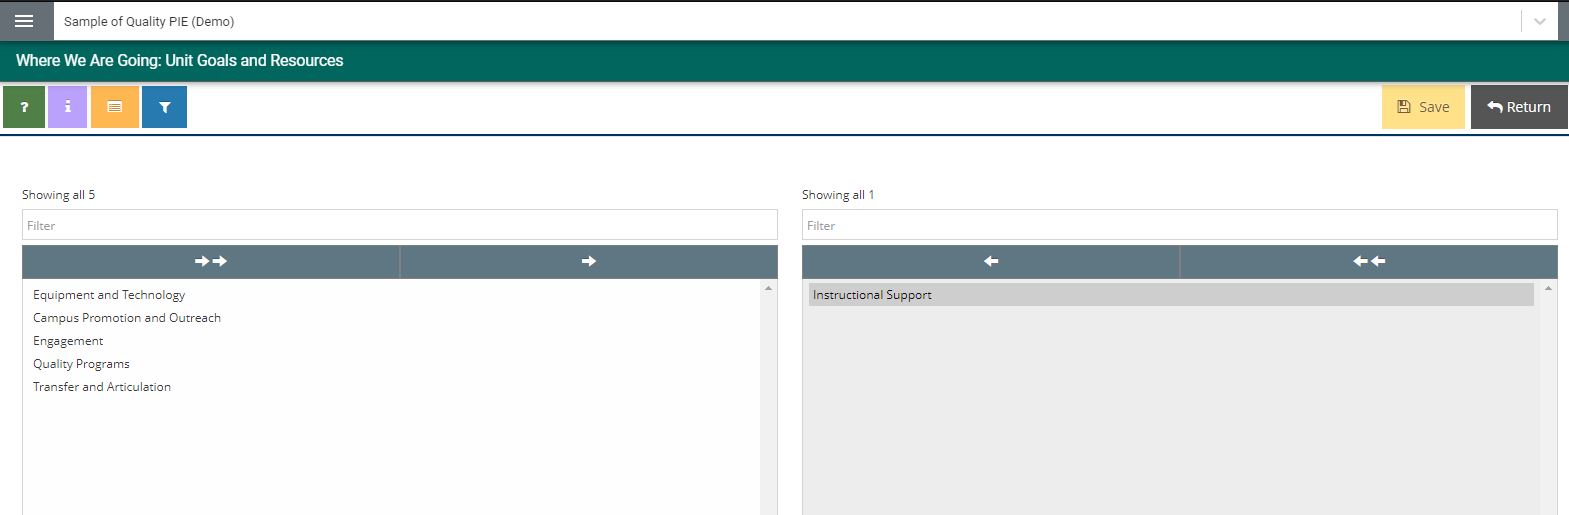 Sample of Quality PIE (Demo)
Where We Are Going: Unit Goals and Resources
?
i
Save
Return
Showing all 5
Filter
Equipment and Technology
Campus Promotion and Outreach
Engagement
Quality Programs
Transfer and Articulation
Showing all 1
Filter
Instructional Support